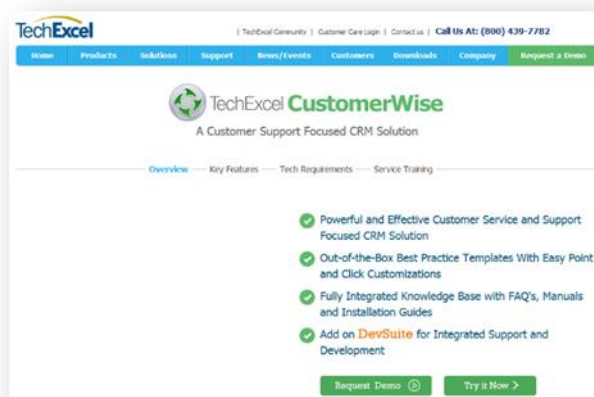 TechExcel
| TechExcel Community | Customer Care Login | Contact us | Call Us At: (800) 439-7782
Home Products Solutions Support News/Events Customers Downloads Company Request a Demo
TechExcel CustomerWise
A Customer Support Focused CRM Solution
Overview Key Features Tech Requirements Service Training
Powerful and Effective Customer Service and Support
Focused CRM Solution
Out-of-the-Box Best Practice Templates With Easy Point
and Click Customizations
Fully Integrated Knowledge Base with FAQ's, Manuals
and Installation Guides
Add on DevSuite for Integrated Support and
Development
Request Demo Try it Now >